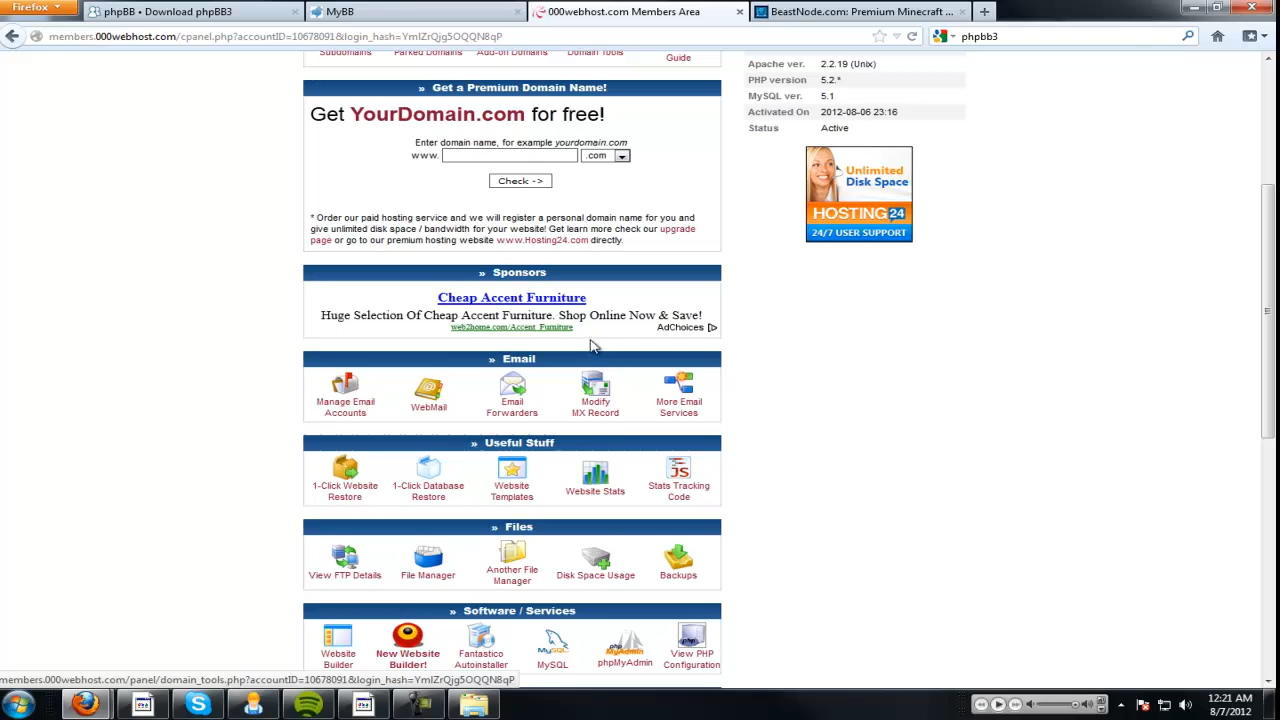 Firefox
phpBB • Download phpBB3
MyBB
000webhost.com Members Area
BeastNode.com: Premium Minecraft ...
members.000webhost.com/cpanel.php?accountID=10678091&login_hash=YmlZrQjg5OQQN8qP
phpbb3
Subdomains
Parked Domains
Add-on Domains
Domain Tools
Guide
» Get a Premium Domain Name!
Get YourDomain.com for free!
Enter domain name, for example yourdomain.com
www.
.com
Check ->
* Order our paid hosting service and we will register a personal domain name for you and
give unlimited disk space / bandwidth for your website! Get learn more check our upgrade
page or go to our premium hosting website www.Hosting24.com directly.
» Sponsors
Cheap Accent Furniture
Huge Selection Of Cheap Accent Furniture. Shop Online Now & Save!
web2home.com/Accent_Furniture
AdChoices
» Email
Manage Email
Accounts
WebMail
Email
Forwarders
Modify
MX Record
More Email
Services
» Useful Stuff
1-Click Website
Restore
1-Click Database
Restore
Website
Templates
Website Stats
JS
Stats Tracking
Code
» Files
View FTP Details
File Manager
Another File
Manager
Disk Space Usage
Backups
» Software / Services
Website
Builder
New Website
Builder!
Fantastico
Autoinstaller
MySQL
MySQL
php
MyAdmin
phpMyAdmin
php
View PHP
Configuration
Apache ver. 2.2.19 (Unix)
PHP version 5.2.*
MySQL ver. 5.1
Activated On 2012-08-06 23:16
Status Active
Unlimited
Disk Space
HOSTING 24
24/7 USER SUPPORT
members.000webhost.com/panel/domain_tools.php?accountID=10678091&login_hash=YmlZrQjg5OQQN8qP
12:21 AM
8/7/2012